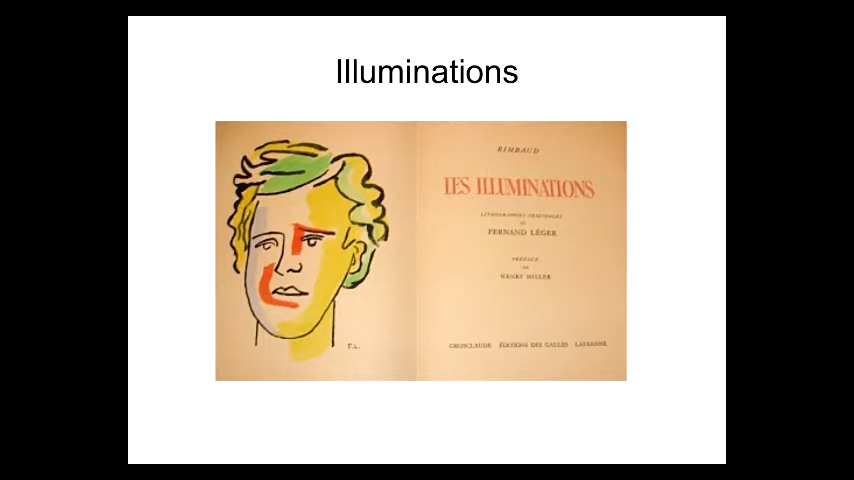 Illuminations
RIMBAUD
LES ILLUMINATIONS
LITHOGRAPHIES ORIGINALES
DE
FERNAND LÉGER
PRÉFACE
DE
HENRY MILLER
GROSCLAUDE ÉDITIONS DES GAULES LAUSANNE
F.L.